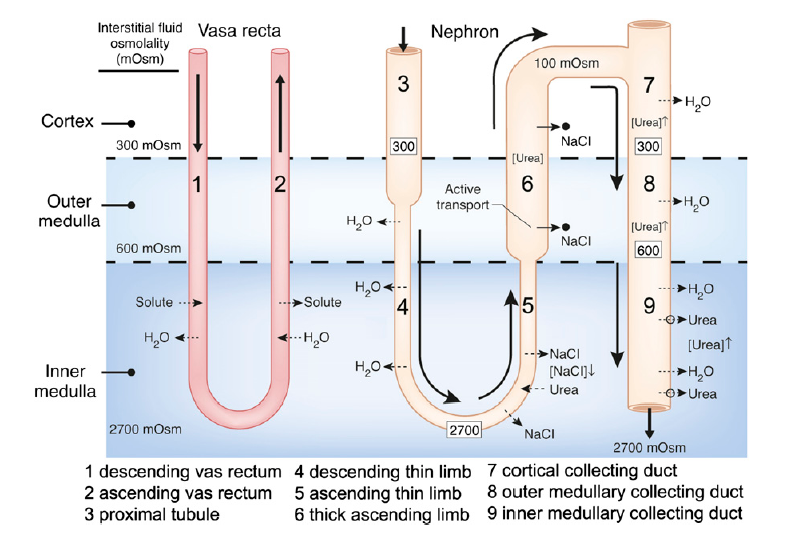 Interstitial fluid
osmolality
(mOsm)
Vasa recta
Nephron
Cortex
300 mOsm
Outer
medulla
600 mOsm
Inner
medulla
2700 mOsm
1
2
Solute
H₂O
Solute
H₂O
3
300
H₂O
H₂O
4
H₂O
2700
100 mOsm
NaCl
[Urea]
6
Active
transport
NaCl
5
NaCl
[NaCl]↓
Urea
NaCl
7
H₂O
[Urea]↑
300
8
H₂O
[Urea]↑
600
9
H₂O
Urea
[Urea]↑
H₂O
Urea
2700 mOsm
1 descending vas rectum
2 ascending vas rectum
3 proximal tubule
4 descending thin limb
5 ascending thin limb
6 thick ascending limb
7 cortical collecting duct
8 outer medullary collecting duct
9 inner medullary collecting duct